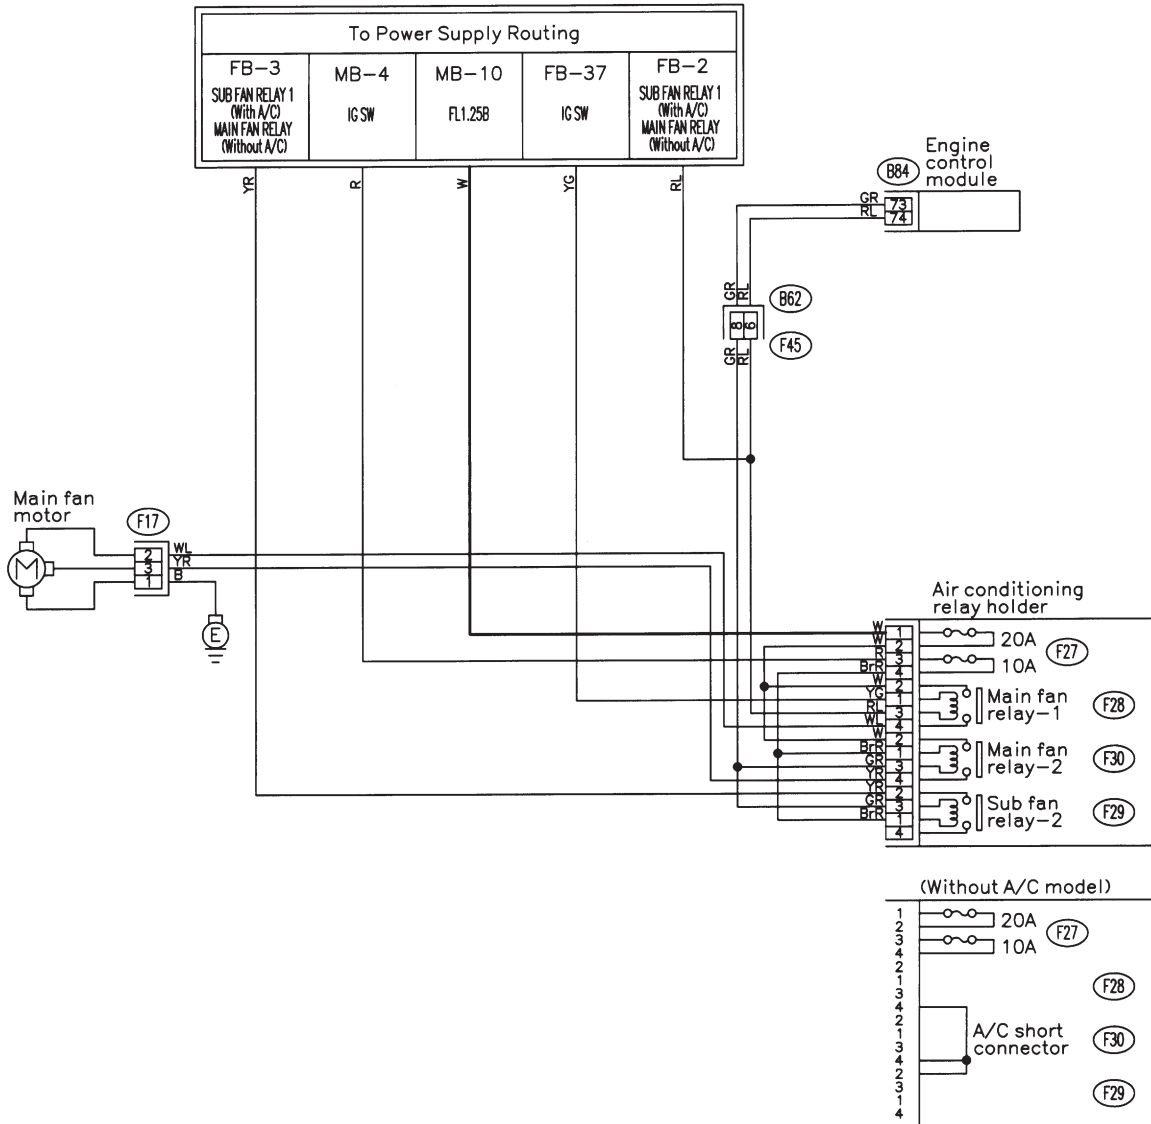 To Power Supply Routing
FB-3
SUB FAN RELAY 1
(With A/C)
MAIN FAN RELAY
(Without A/C)
MB-4
IG SW
MB-10
FL1.25B
FB-37
IG SW
FB-2
SUB FAN RELAY 1
(With A/C)
MAIN FAN RELAY
(Without A/C)
YR
R
W
YG
RL
B84
Engine
control
module
GR 73
RL 74
GR
RL
B62
8
6
F45
GR
RL
Main fan
motor
M
F17
2 WL
3 YR
1 B
E
Air conditioning
relay holder
W 1
W 2
20A
R 3
BrR 4
10A
F27
W 2
YG 1
RL 3
WL 4
Main fan
relay-1
F28
W 2
BrR 1
GR 3
YR 4
Main fan
relay-2
F30
YR 2
GR 3
BrR 1
4
Sub fan
relay-2
F29
(Without A/C model)
1
2
20A
3
4
10A
F27
2
1
3
4
F28
2
1
3
4
A/C short
connector
F30
2
3
1
4
F29